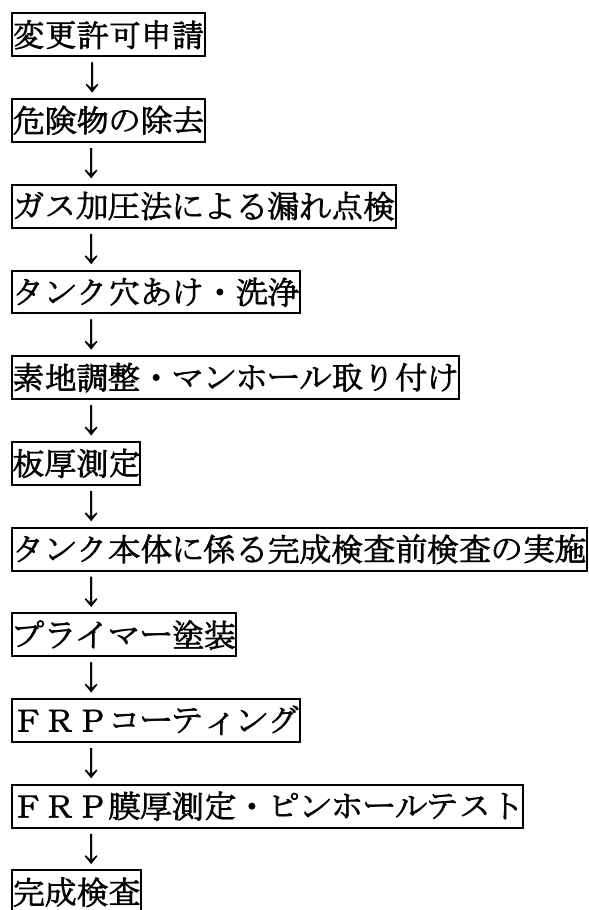 変更許可申請
↓
危険物の除去
↓
ガス加圧法による漏れ点検
↓
タンク穴あけ・洗浄
↓
素地調整・マンホール取り付け
↓
板厚測定
↓
タンク本体に係る完成検査前検査の実施
↓
プライマー塗装
↓
ＦＲＰコーティング
↓
ＦＲＰ膜厚測定・ピンホールテスト
↓
完成検査